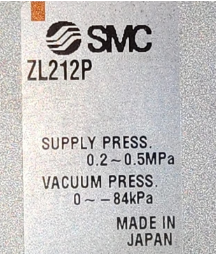 SMC
ZL212P
SUPPLY PRESS.
0.2~0.5MPa
VACUUM PRESS.
0~-84kPa
MADE IN
JAPAN